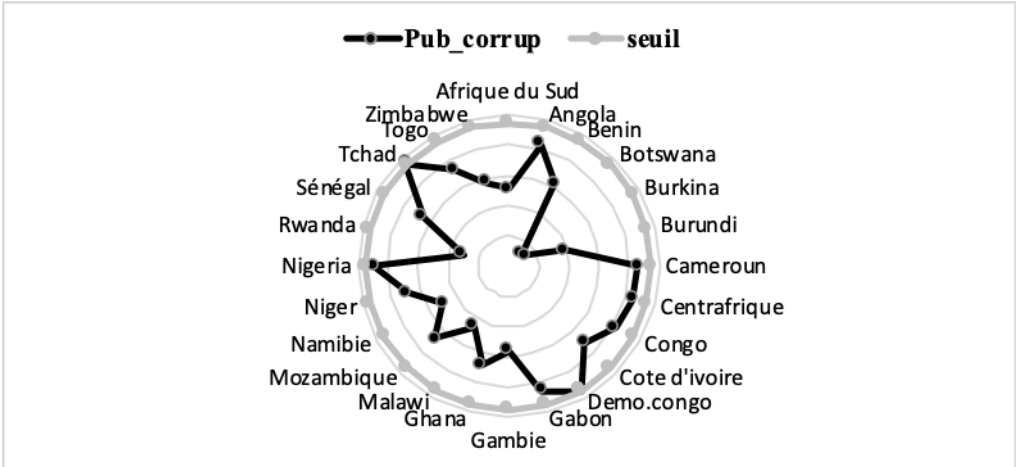 Pub_corrup seuil
Afrique du Sud
Zimbabwe Angola
Togo Benin
Tchad Botswana
Sénégal Burkina
Rwanda Burundi
Nigeria Cameroun
Niger Centrafrique
Namibie Congo
Mozambique Cote d'ivoire
Malawi Demo.congo
Ghana Gabon
Gambie